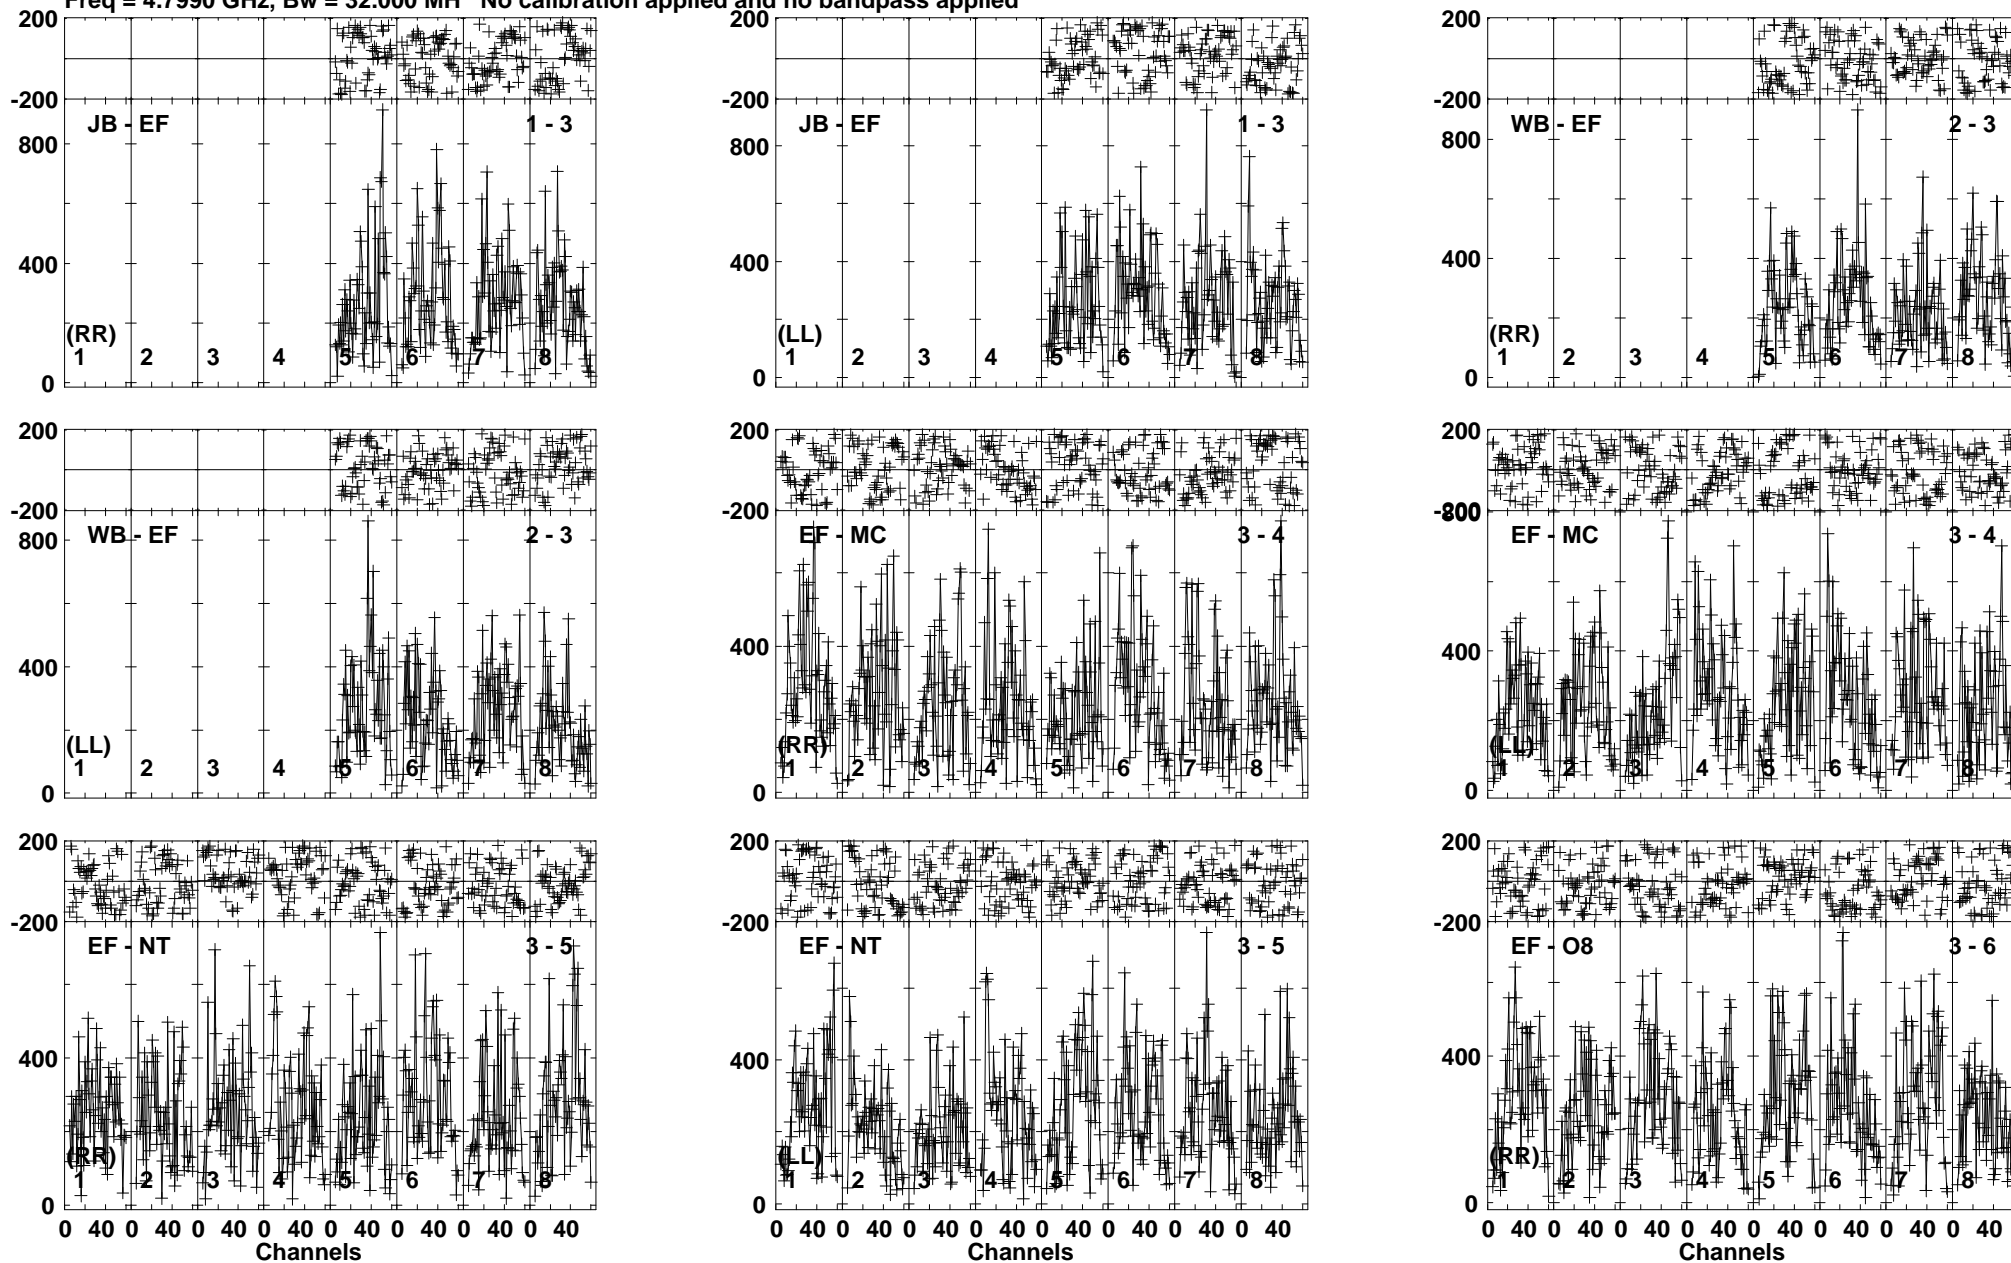 Freq = 4.7990 GHz, Bw = 32.000 MH No calibration applied and no bandpass applied
200 200 200
-200 -200 -200
JB - EF 1 - 3 JB - EF 1 - 3 WB - EF 2 - 3
800 800 800
400 400 400
(RR) (LL) (RR)
1 2 3 4 5 6 7 8 1 2 3 4 5 6 7 8 1 2 3 4 5 6 7 8
0 0 0
200 200 200
-200 -200 -200
800
WB - EF 2 - 3 EF - MC 3 - 4 EF - MC 3 - 4
800
400 400 400
(LL) (RR) (LL)
1 2 3 4 5 6 7 8 1 2 3 4 5 6 7 8 1 2 3 4 5 6 7 8
0 0 0
200 200 200
-200 -200 -200
EF - NT 3 - 5 EF - NT 3 - 5 EF - O8 3 - 6
400 400 400
(RR) (LL) (RR)
1 2 3 4 5 6 7 8 1 2 3 4 5 6 7 8 1 2 3 4 5 6 7 8
0 0 0
0 40 0 40 0 40 0 40 0 40 0 40 0 40 0 40 0 40 0 40 0 40 0 40 0 40 0 40 0 40 0 40 0 40 0 40 0 40 0 40 0 40 0 40 0 40 0 40
Channels Channels Channels